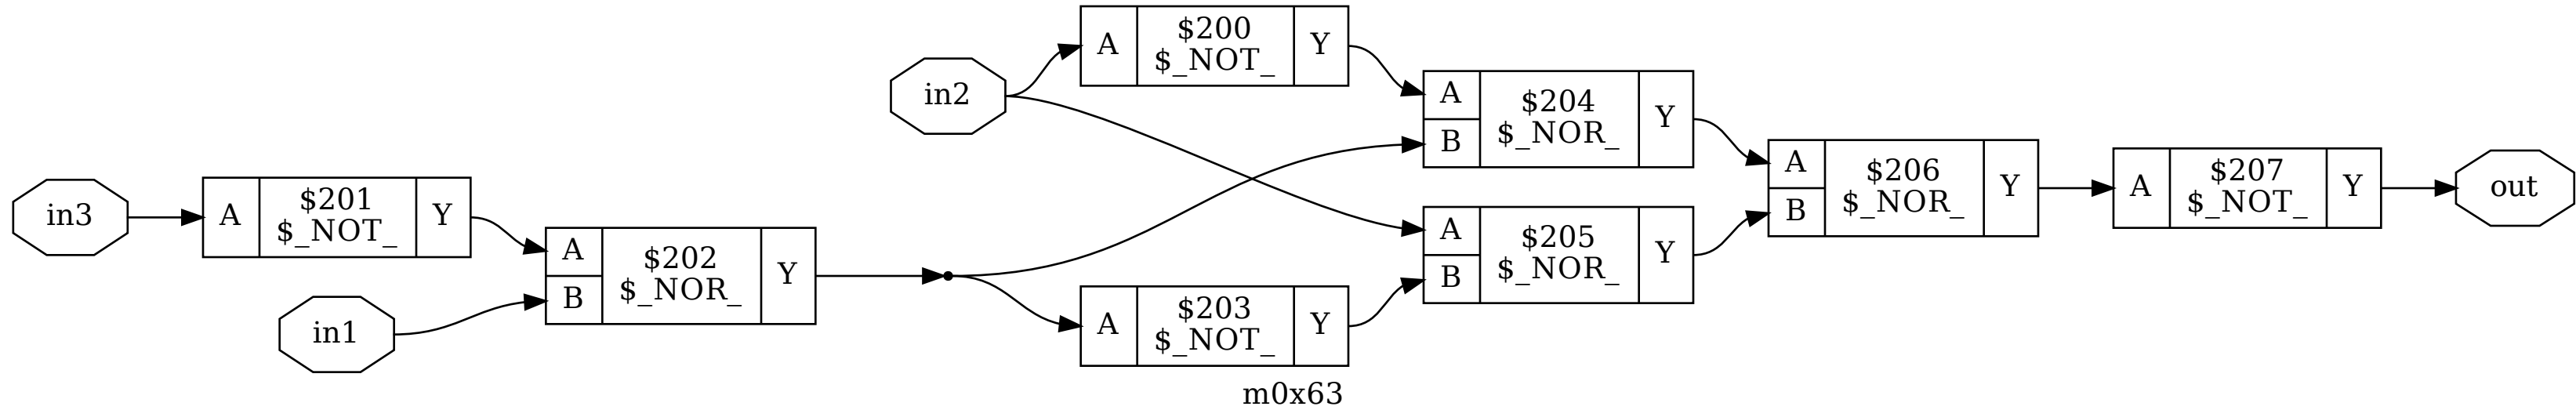 in3
A
$201
$_NOT_
Y
in1
A
B
$202
$_NOR_
Y
in2
A
$200
$_NOT_
Y
A
$203
$_NOT_
Y
A
B
$204
$_NOR_
Y
A
B
$205
$_NOR_
Y
A
B
$206
$_NOR_
Y
A
$207
$_NOT_
Y
out
m0x63